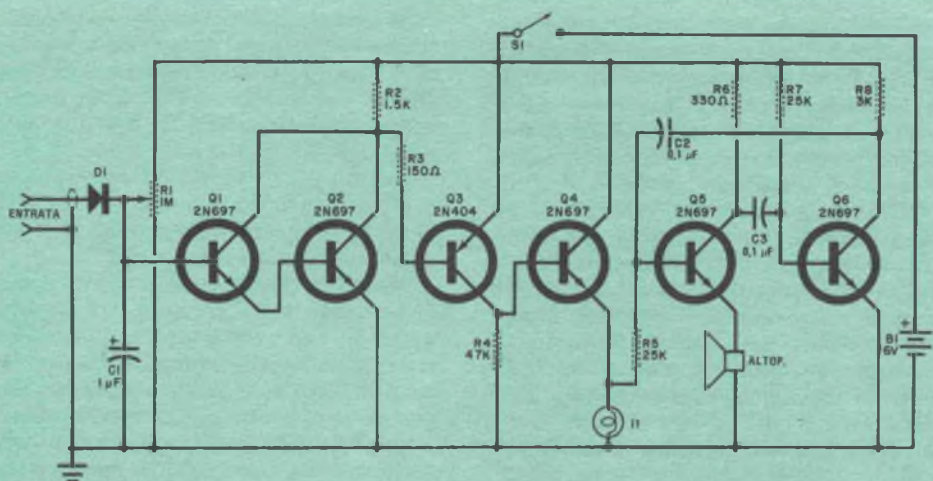 S1
R2
1.5K
R3
150Ω
R6
330Ω
R7
25K
R8
3K
C2
0,1 µF
D1
ENTRATA
R1
1M
Q1
2N697
Q2
2N697
Q3
2N404
Q4
2N697
Q5
2N697
C3
0,1 µF
Q6
2N697
C1
1 µF
+
R4
47K
R5
25K
ALTOP.
I1
+
B1
6V